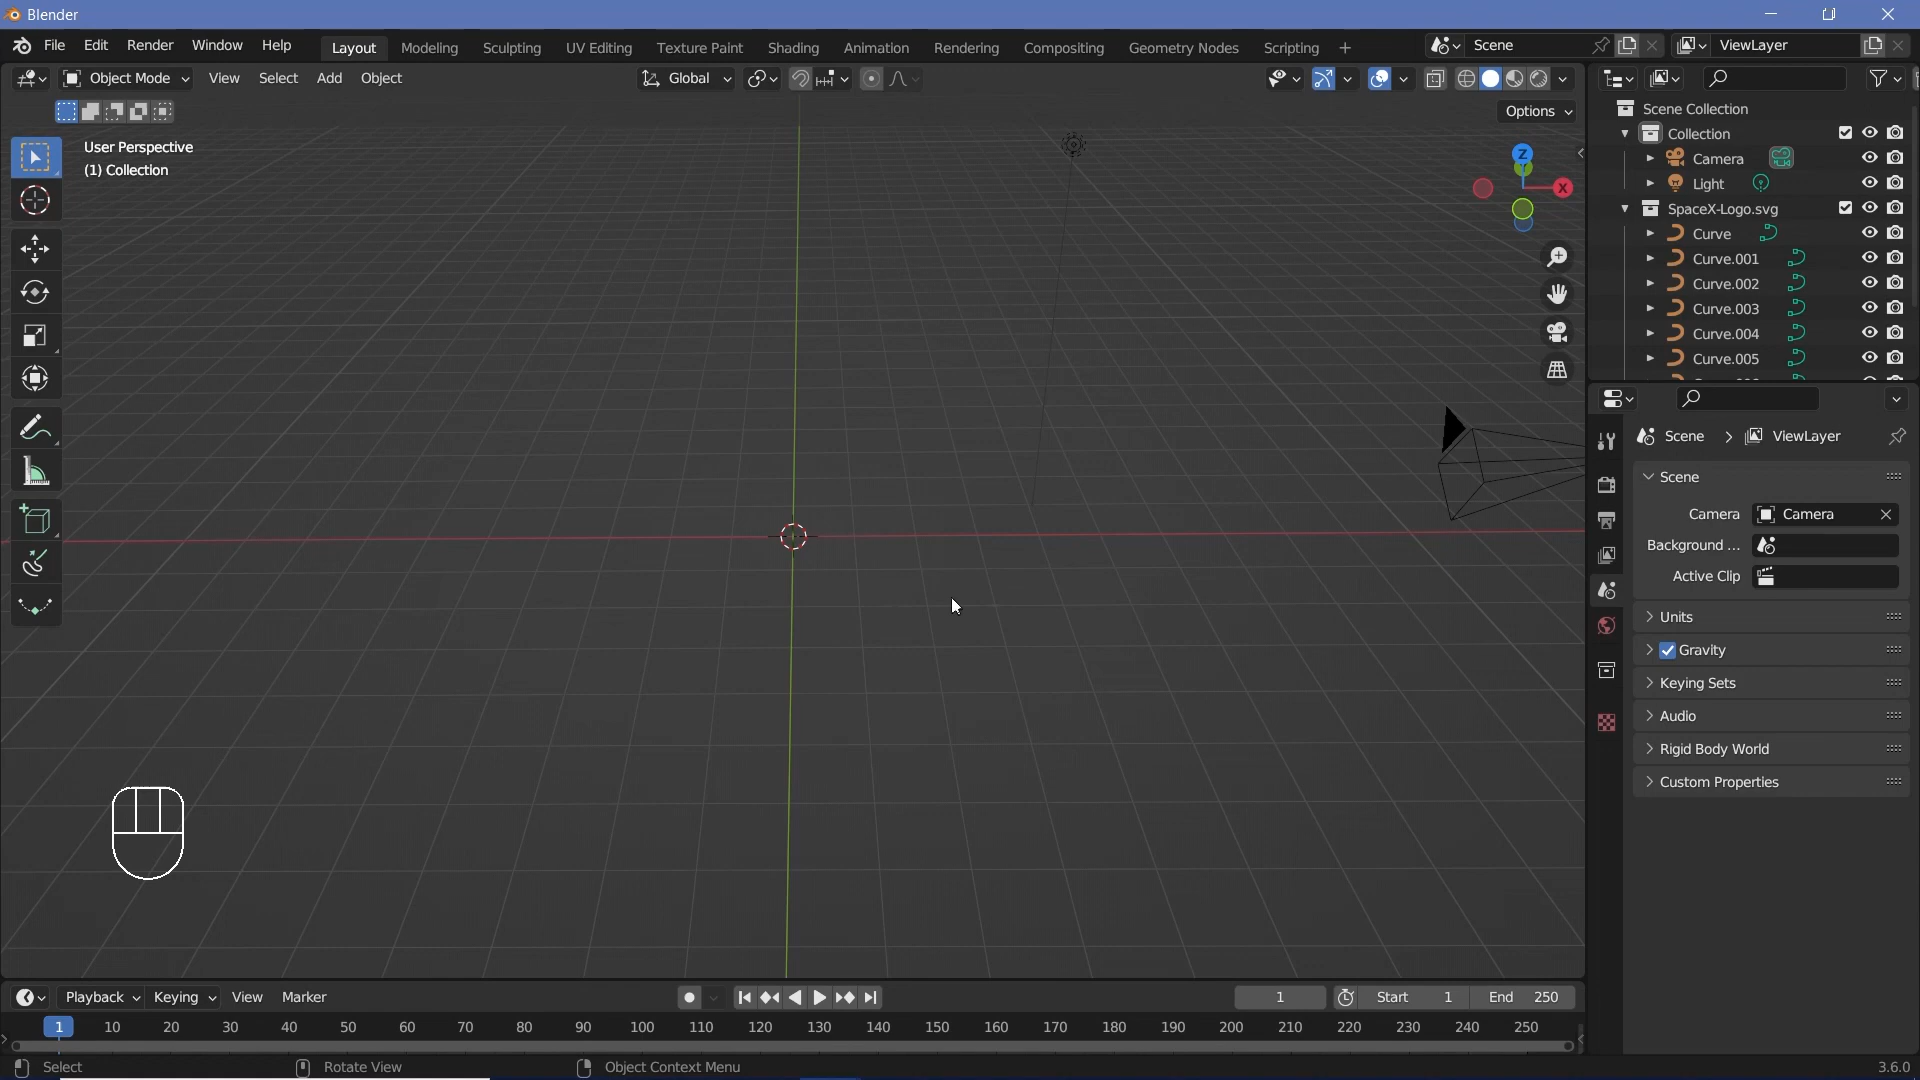 Blender
File Edit Render Window Help Layout Modeling Sculpting UV Editing Texture Paint Shading Animation Rendering Compositing Geometry Nodes Scripting + Scene ViewLayer
Object Mode View Select Add Object Global
Options
User Perspective
(1) Collection
Z
X
Scene Collection
Collection
Camera
Light
SpaceX-Logo.svg
Curve
Curve.001
Curve.002
Curve.003
Curve.004
Curve.005
Scene > ViewLayer
Scene
Camera Camera
Background ...
Active Clip
Units
Gravity
Keying Sets
Audio
Rigid Body World
Custom Properties
Playback Keying View Marker 1 Start 1 End 250
1 10 20 30 40 50 60 70 80 90 100 110 120 130 140 150 160 170 180 190 200 210 220 230 240 250
Select Rotate View Object Context Menu 3.6.0